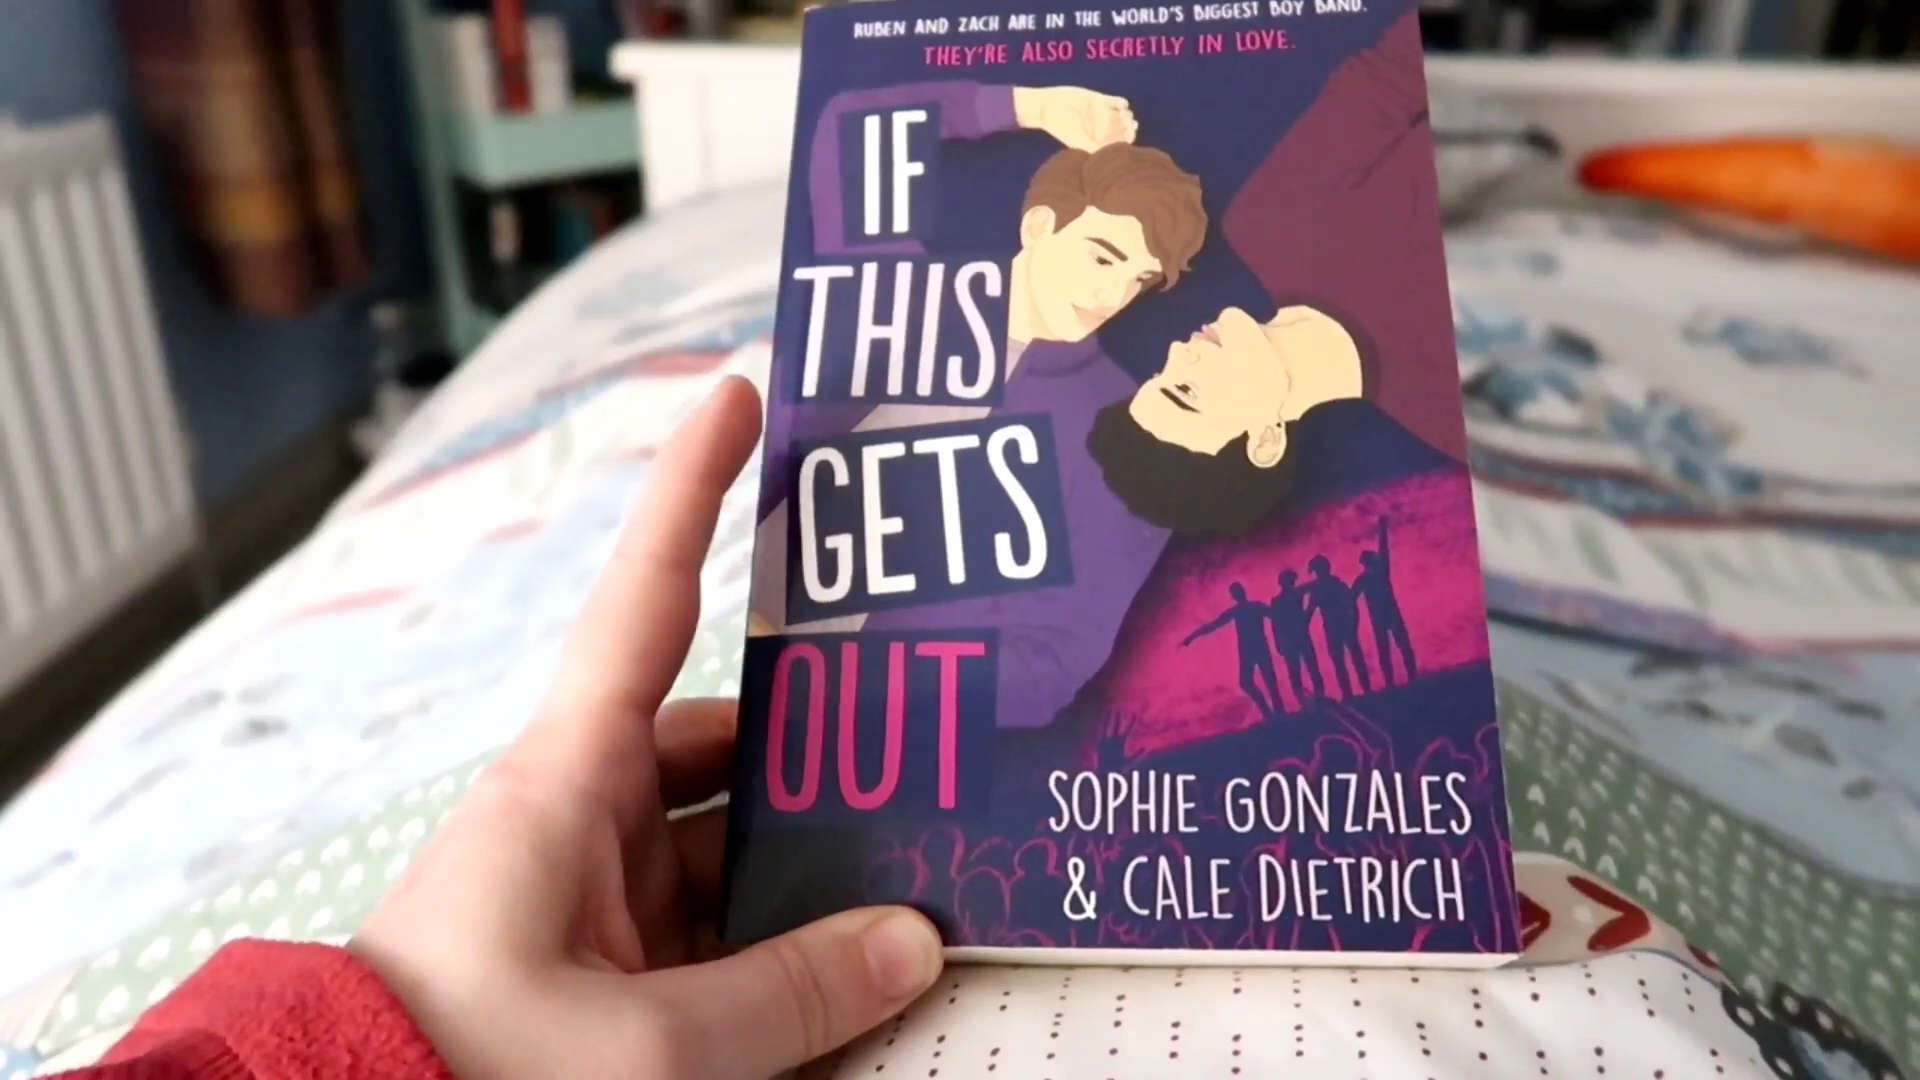 RUBEN AND ZACH ARE IN THE WORLD'S BIGGEST BOY BAND.
THEY'RE ALSO SECRETLY IN LOVE.
IF
THIS
GETS
OUT
SOPHIE GONZALES
& CALE DIETRICH